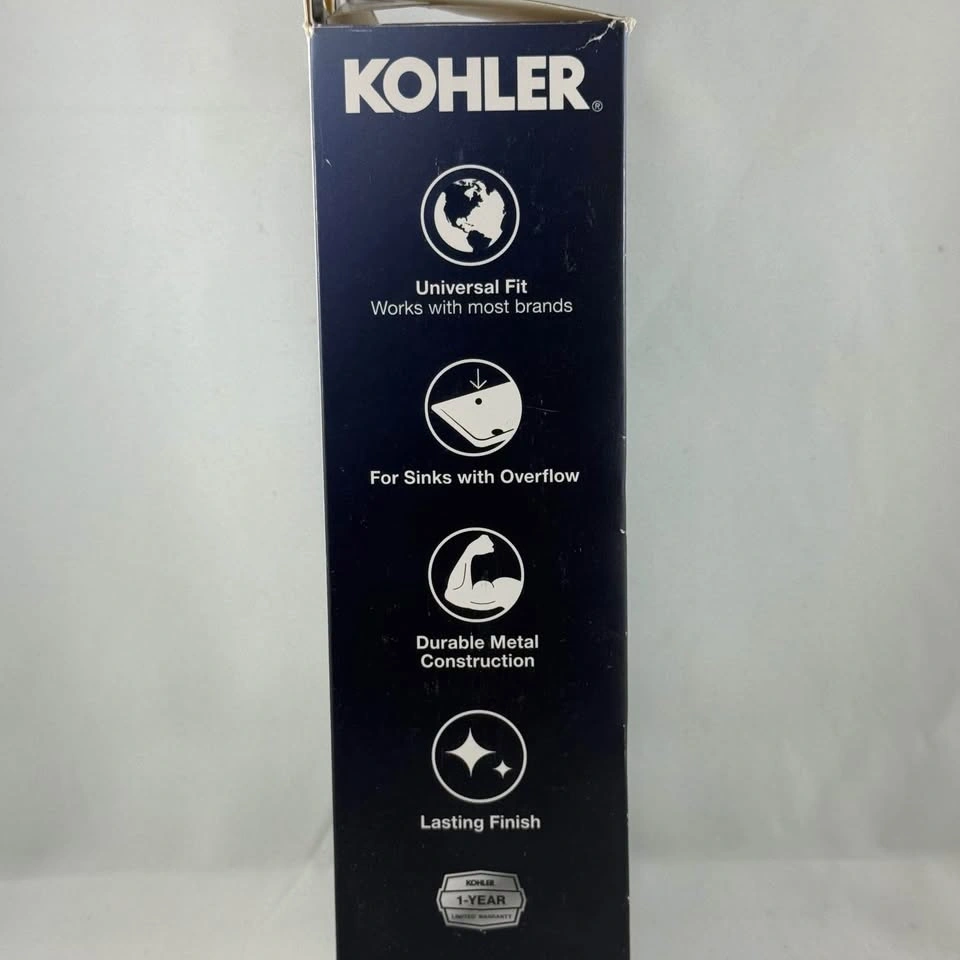 KOHLER®
Universal Fit
Works with most brands
For Sinks with Overflow
Durable Metal
Construction
Lasting Finish
KOHLER
1-YEAR
LIMITED WARRANTY